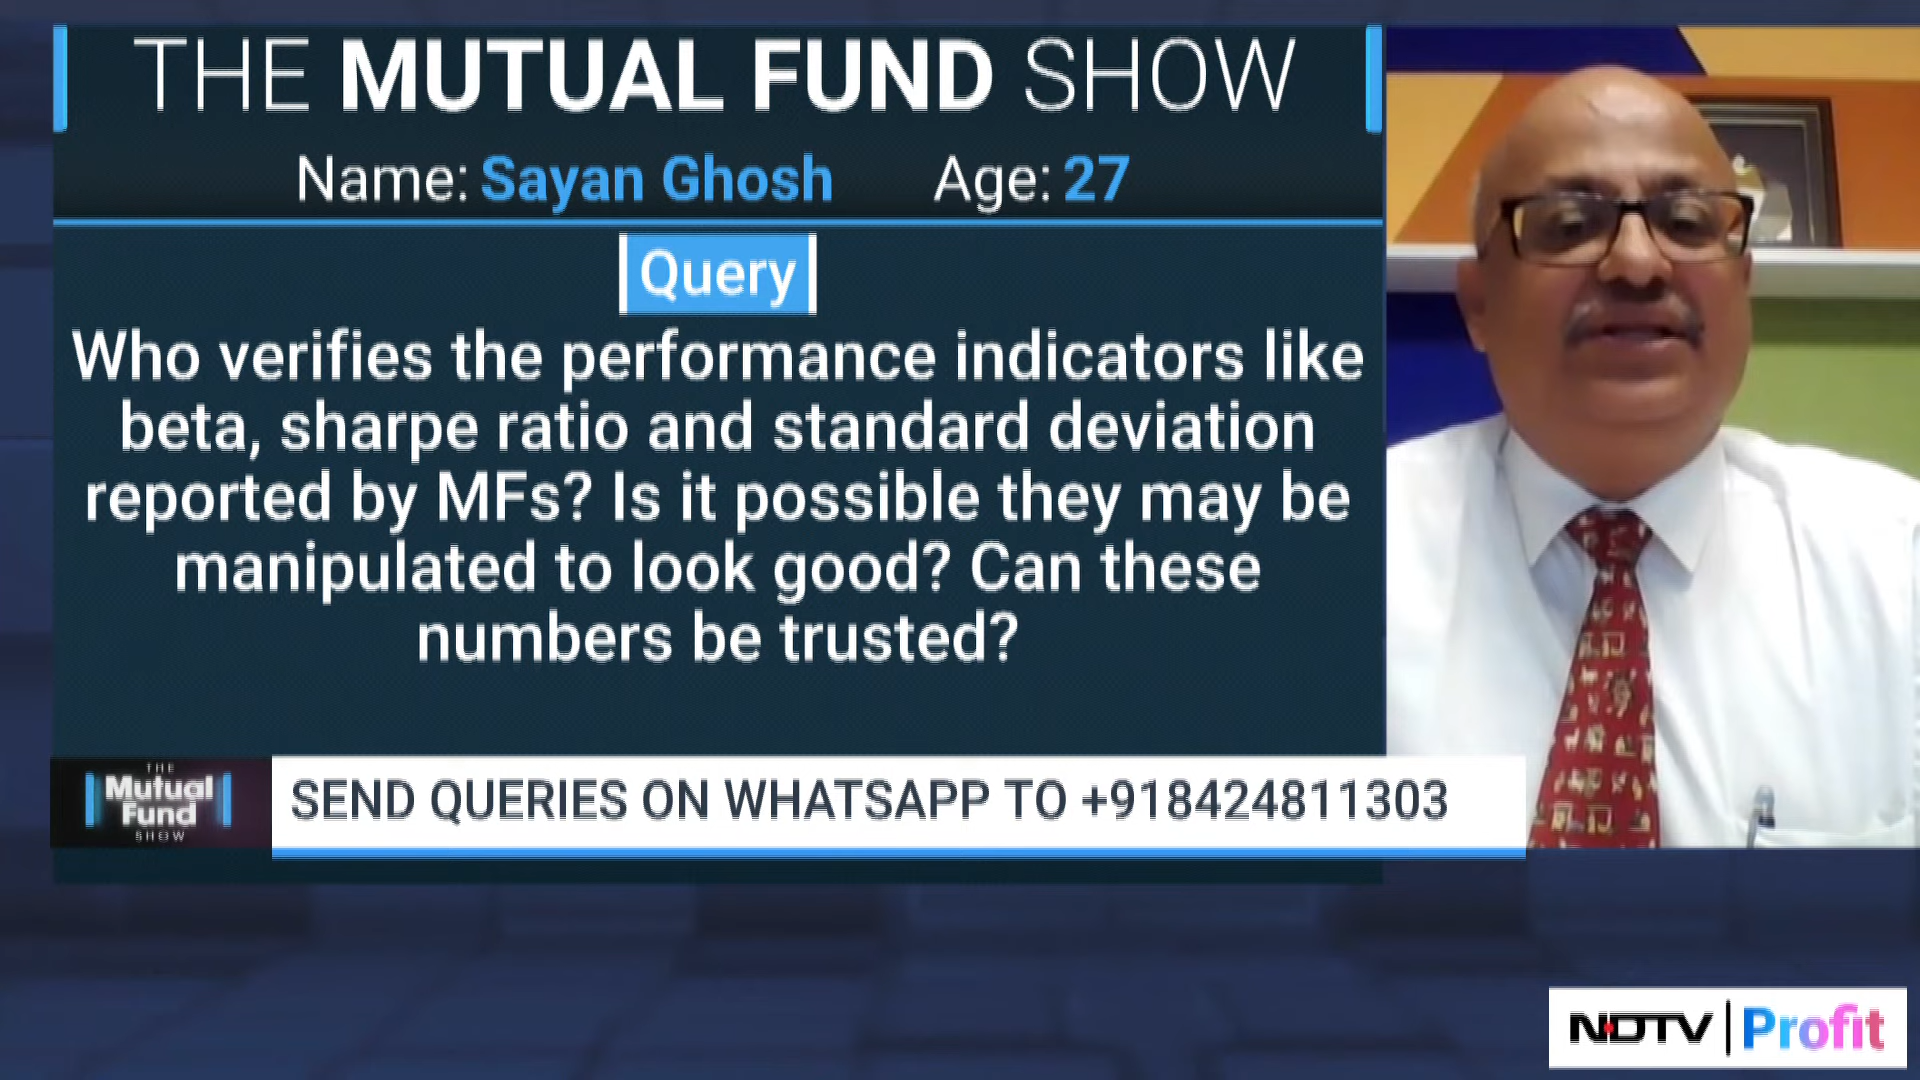 THE MUTUAL FUND SHOW
Name: Sayan Ghosh Age: 27
Query
Who verifies the performance indicators like
beta, sharpe ratio and standard deviation
reported by MFs? Is it possible they may be
manipulated to look good? Can these
numbers be trusted?
THE
Mutual
Fund
SHOW
SEND QUERIES ON WHATSAPP TO +918424811303
NDTV Profit